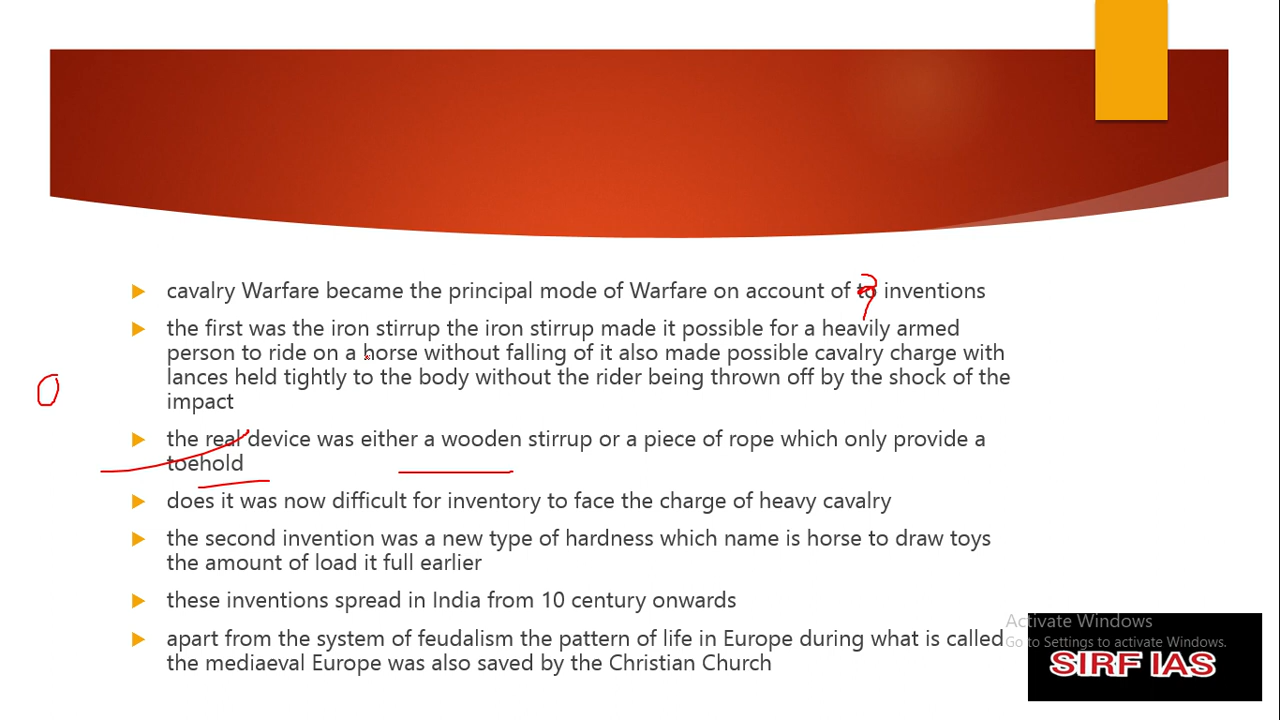 cavalry Warfare became the principal mode of Warfare on account of to inventions
the first was the iron stirrup the iron stirrup made it possible for a heavily armed
person to ride on a horse without falling of it also made possible cavalry charge with
lances held tightly to the body without the rider being thrown off by the shock of the
impact
the real device was either a wooden stirrup or a piece of rope which only provide a
toehold
does it was now difficult for inventory to face the charge of heavy cavalry
the second invention was a new type of hardness which name is horse to draw toys
the amount of load it full earlier
these inventions spread in India from 10 century onwards
apart from the system of feudalism the pattern of life in Europe during what is called
the mediaeval Europe was also saved by the Christian Church
Activate Windows
Go to Settings to activate Windows.
SIRF IAS